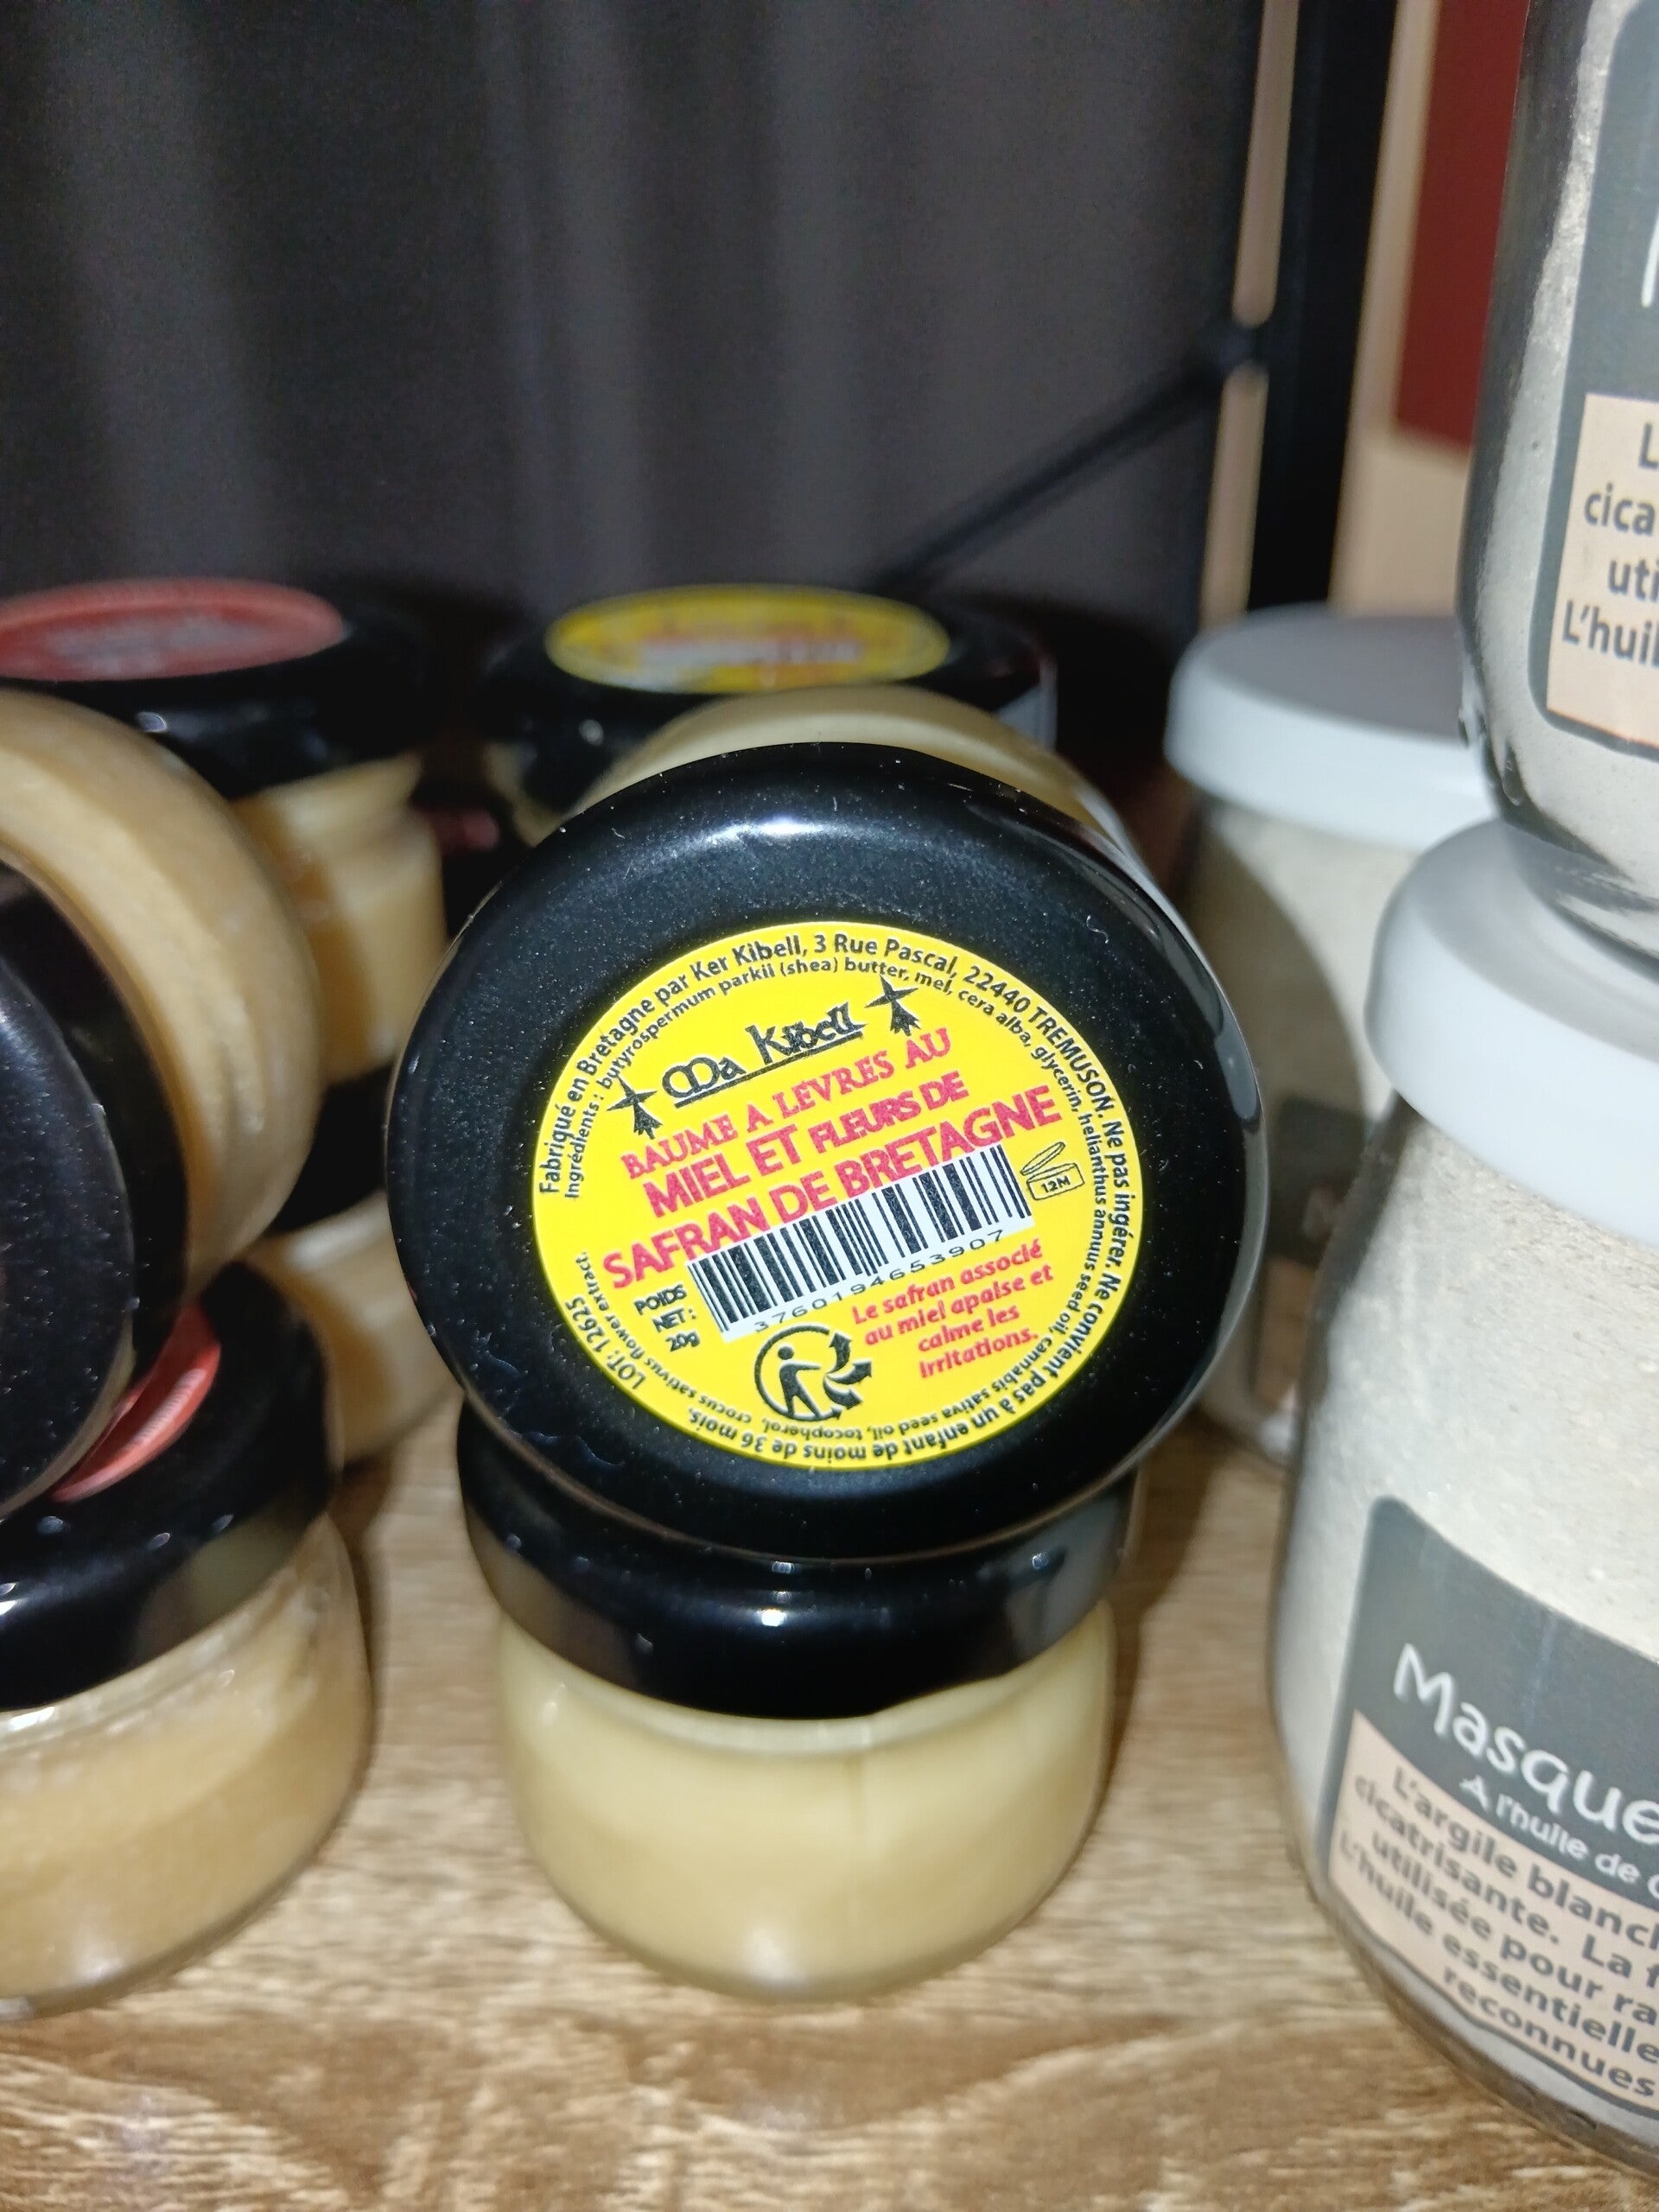 Fabriqué en Bretagne par Ker Kibell, 3 Rue Pascal, 22440 TREMUSON. Ne pas ingérer. Ne convient pas à un enfant de moins de 36 mois.
Ingrédients : butyrospermum parkii (shea) butter, mel, cera alba, glycerin, helianthus annuus seed oil, cannabis sativa seed oil, tocopherol, crocus sativus flower extract.
LOT: 12625
Ma Kibell
BAUME A LEVRES AU
MIEL ET FLEURS DE
SAFRAN DE BRETAGNE
12M
POIDS
NET:
20g
3760194653907
Le safran associé
au miel apaise et
calme les
irritations.
L
cica
uti
L'huil
Masque
A l'huile de
L'argile blanch
cicatrisante. La f
utilisée pour ra
L'huile essentielle
reconnues